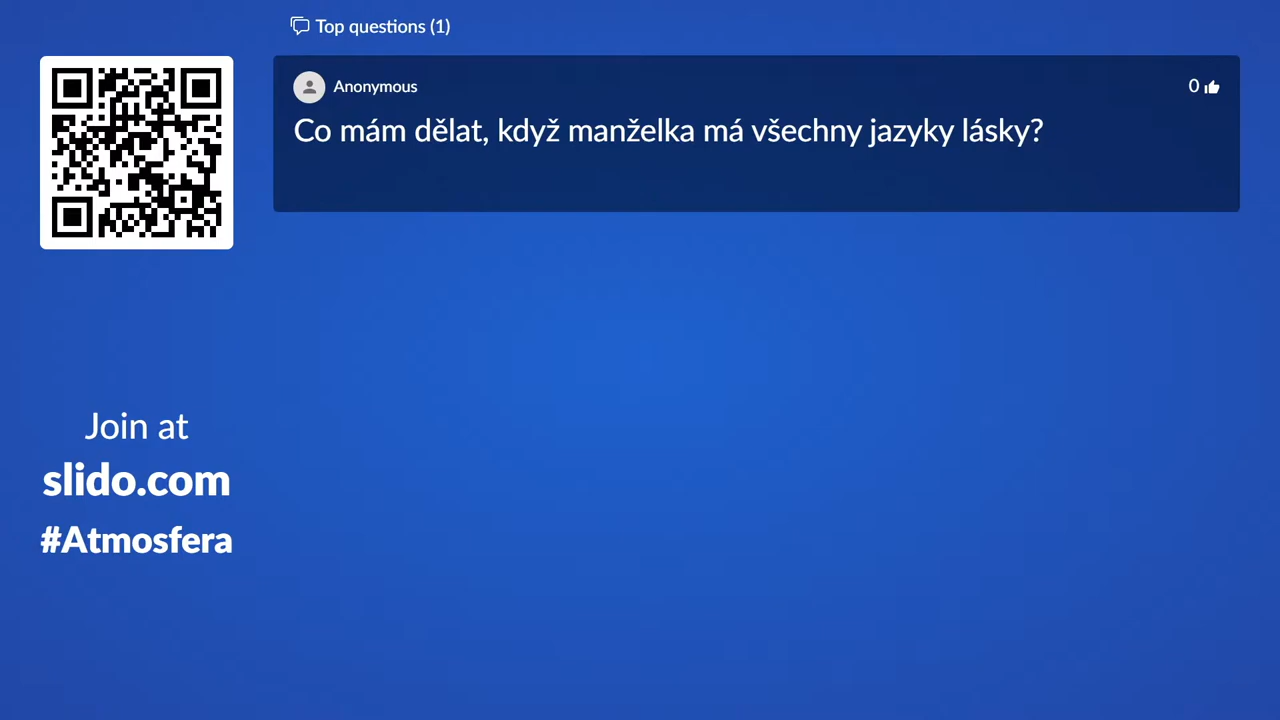 Top questions (1)
Anonymous
0
Co mám dělat, když manželka má všechny jazyky lásky?
Join at
slido.com
#Atmosfera